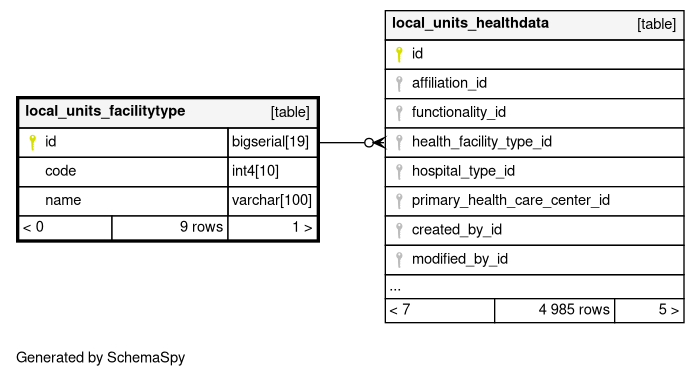 local_units_healthdata [table]
id
affiliation_id
functionality_id
health_facility_type_id
hospital_type_id
primary_health_care_center_id
created_by_id
modified_by_id
...
< 7 4 985 rows 5 >
local_units_facilitytype [table]
id bigserial[19]
code int4[10]
name varchar[100]
< 0 9 rows 1 >
Generated by SchemaSpy